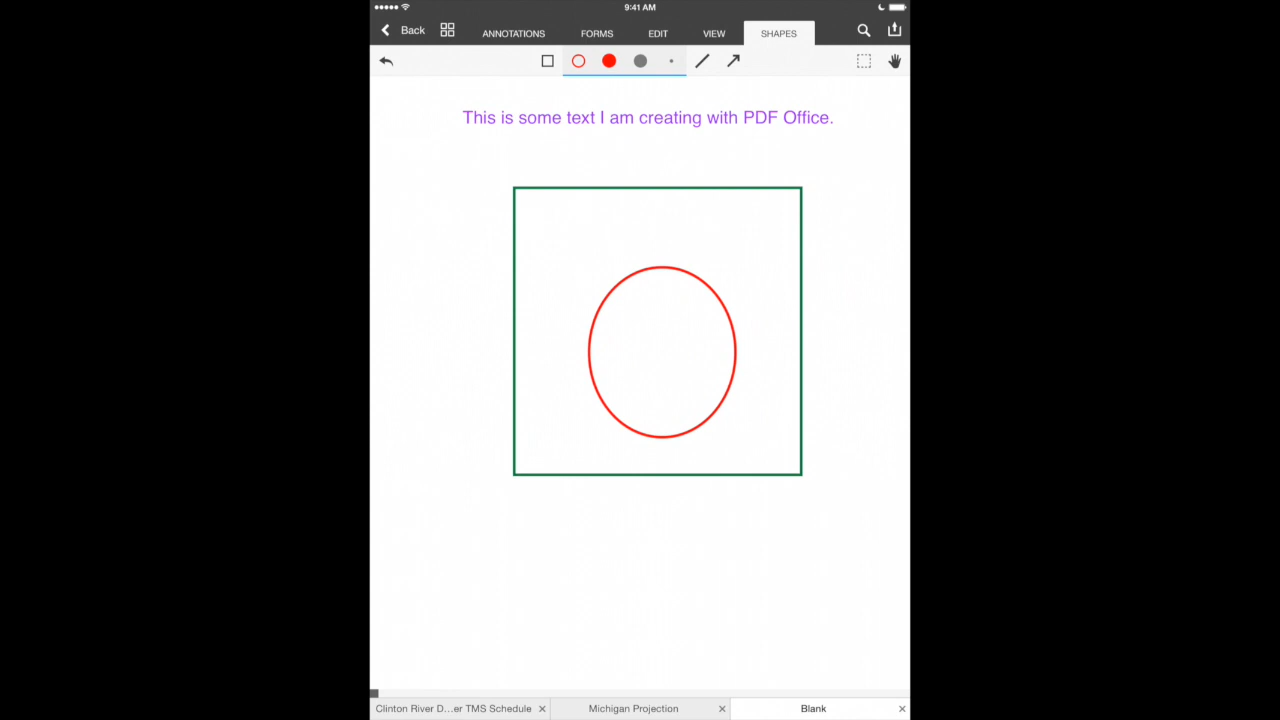 9:41 AM
Back ANNOTATIONS FORMS EDIT VIEW SHAPES
This is some text I am creating with PDF Office.
Clinton River D...er TMS Schedule Michigan Projection Blank